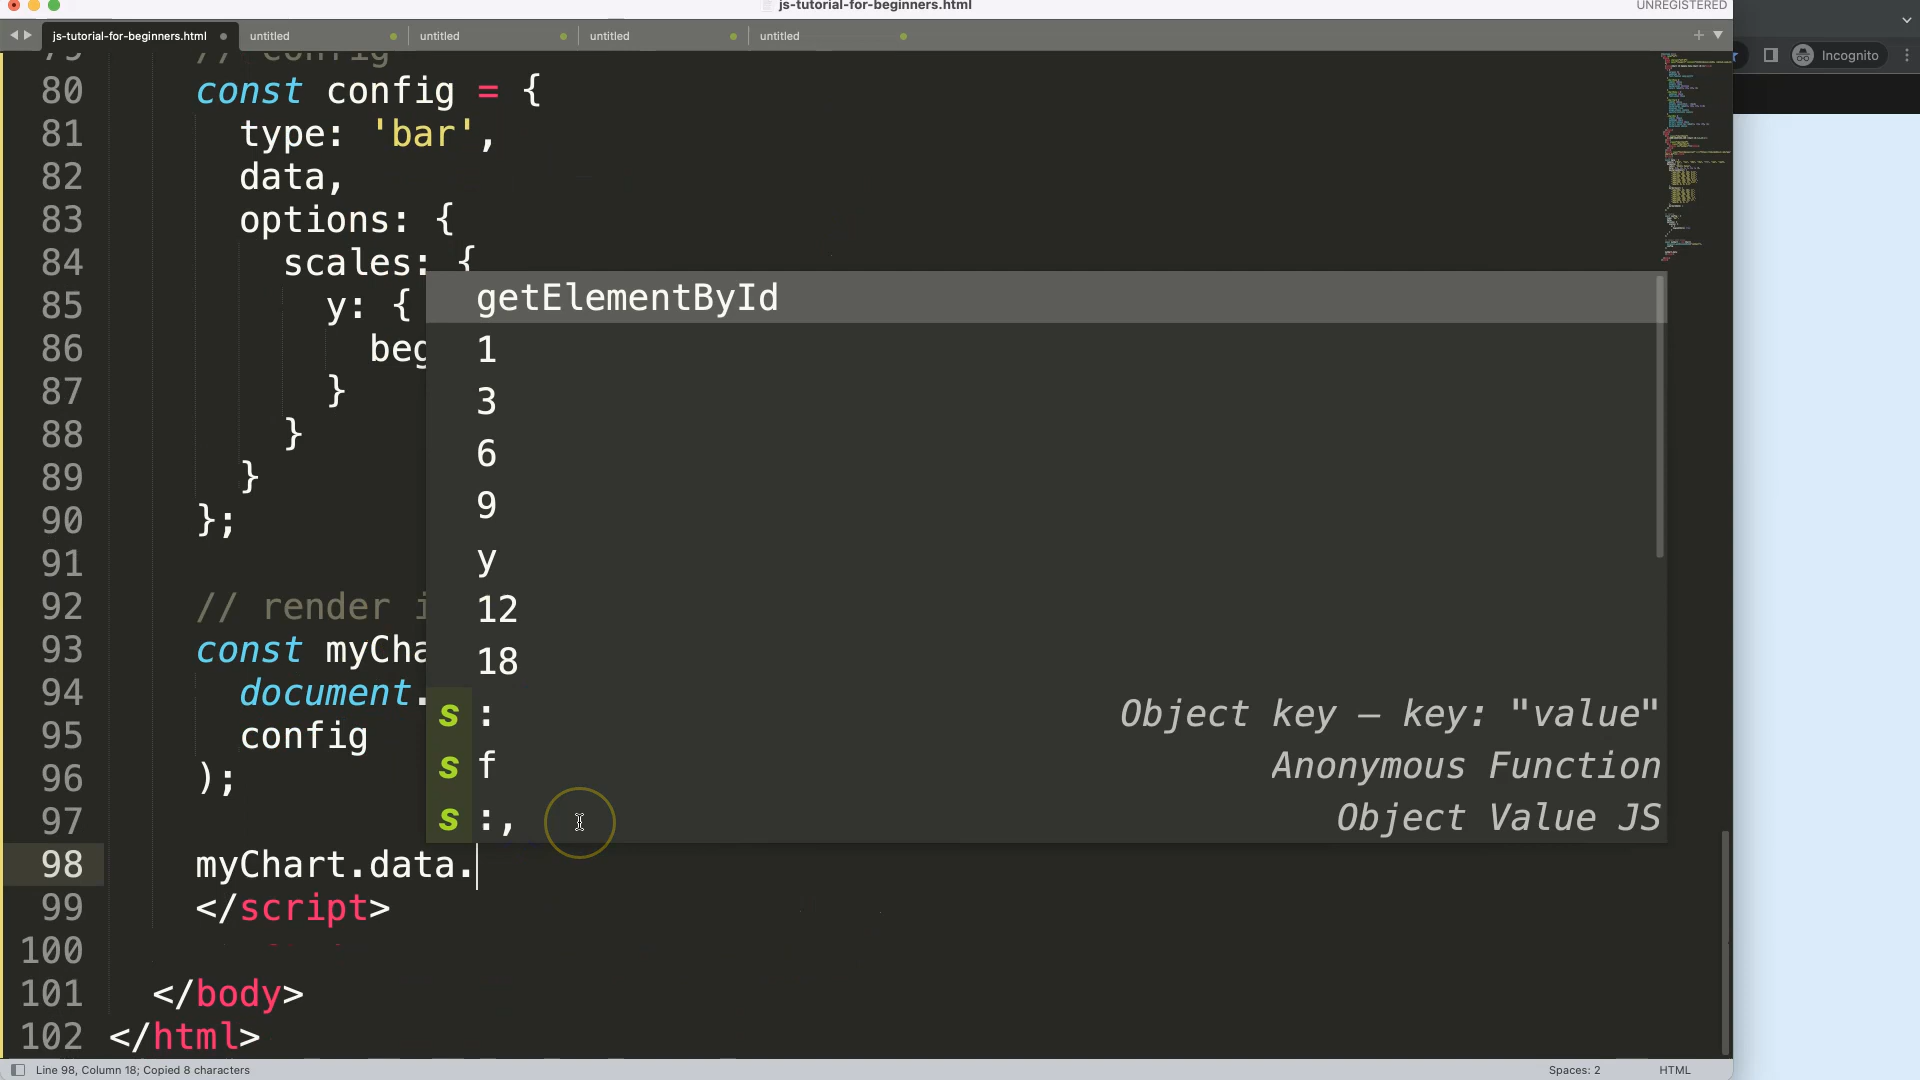 js-tutorial-for-beginners.html
UNREGISTERED
js-tutorial-for-beginners.html
untitled
untitled
untitled
untitled
Incognito
79 // config
80 const config = {
81 type: 'bar',
82 data,
83 options: {
84 scales: {
85 y: {
86 beg
87 }
88 }
89 }
90 };
91
92 // render i
93 const myCha
94 document.
95 config
96 );
97
98 myChart.data.
99 </script>
100
101 </body>
102 </html>
getElementById
1
3
6
9
y
12
18
s : Object key – key: "value"
s f Anonymous Function
s :, Object Value JS
Line 98, Column 18; Copied 8 characters
Spaces: 2
HTML